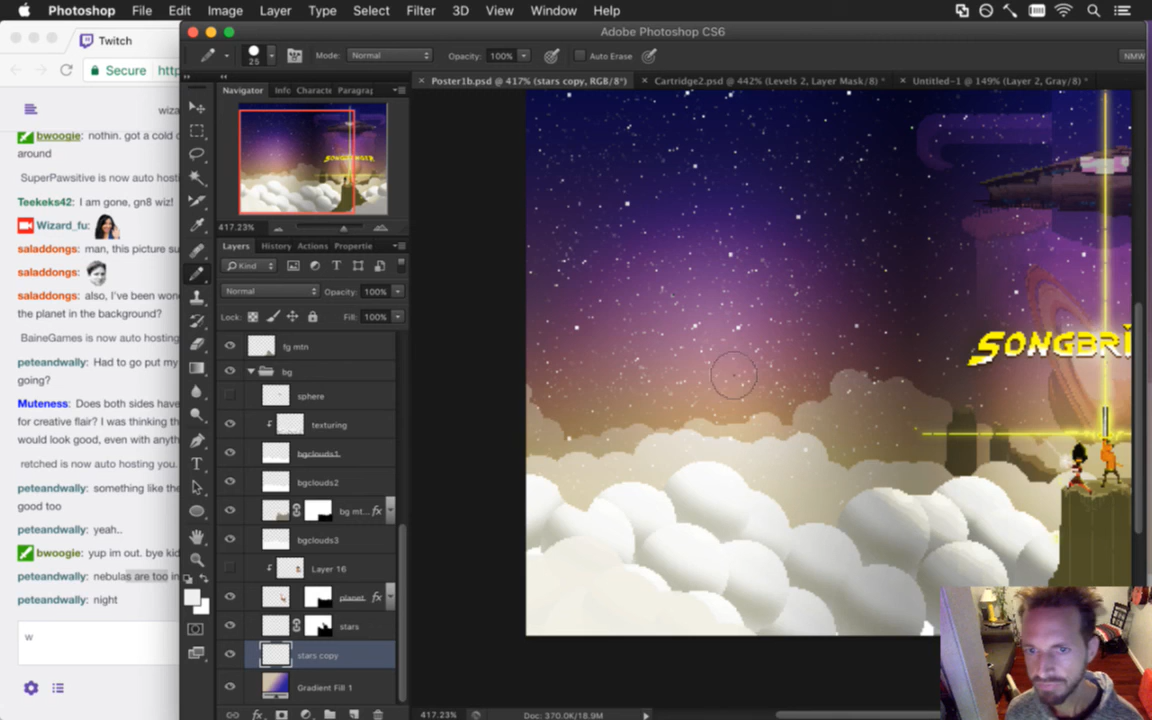 Photoshop File Edit Image Layer Type Select Filter 3D View Window Help
Adobe Photoshop CS6
Twitch
Secure
25 Mode: Normal Opacity: 100% Auto Erase
Poster1b.psd @ 417% (stars copy, RGB/8*) Cartridge2.psd @ 442% (Levels 2, Layer Mask/8) * Untitled-1 @ 149% (Layer 2, Gray/8) *
Navigator Info
417.23%
Layers History Actions
Kind
Normal Opacity: 100%
Lock: Fill: 100%
fg mtn
bg
sphere
texturing
bgclouds1
bgclouds2
bg mt... fx
bgclouds3
Layer 16
planet fx
stars
stars copy
Gradient Fill 1
417.23% Doc: 370.0K/18.9M
bwoogie: nothin. got a cold
around
SuperPawsitive is now auto
Teekeks42: I am gone, gn8 wiz!
Wizard_fu:
saladdongs: man, this picture
saladdongs:
saladdongs: also, I've been
the planet in the background?
BaineGames is now auto
peteandwally: Had to go put my
going?
Muteness: Does both sides have
for creative flair? I was thinking
would look good, even with
retched is now auto hosting you.
peteandwally: something like
good too
peteandwally: yeah..
bwoogie: yup im out. bye
peteandwally: nebulas are too in
peteandwally: night
w
SONGBRI